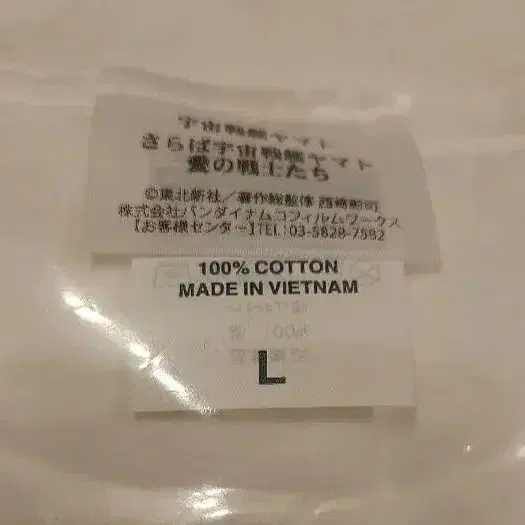 宇宙戦艦ヤマト
さらば宇宙戦艦ヤマト
愛の戦士たち
©東北新社/著作総監修 西﨑彰司
株式会社バンダイナムコフィルムワークス
【お客様センター】TEL:03-5828-7582
100% COTTON
MADE IN VIETNAM
L